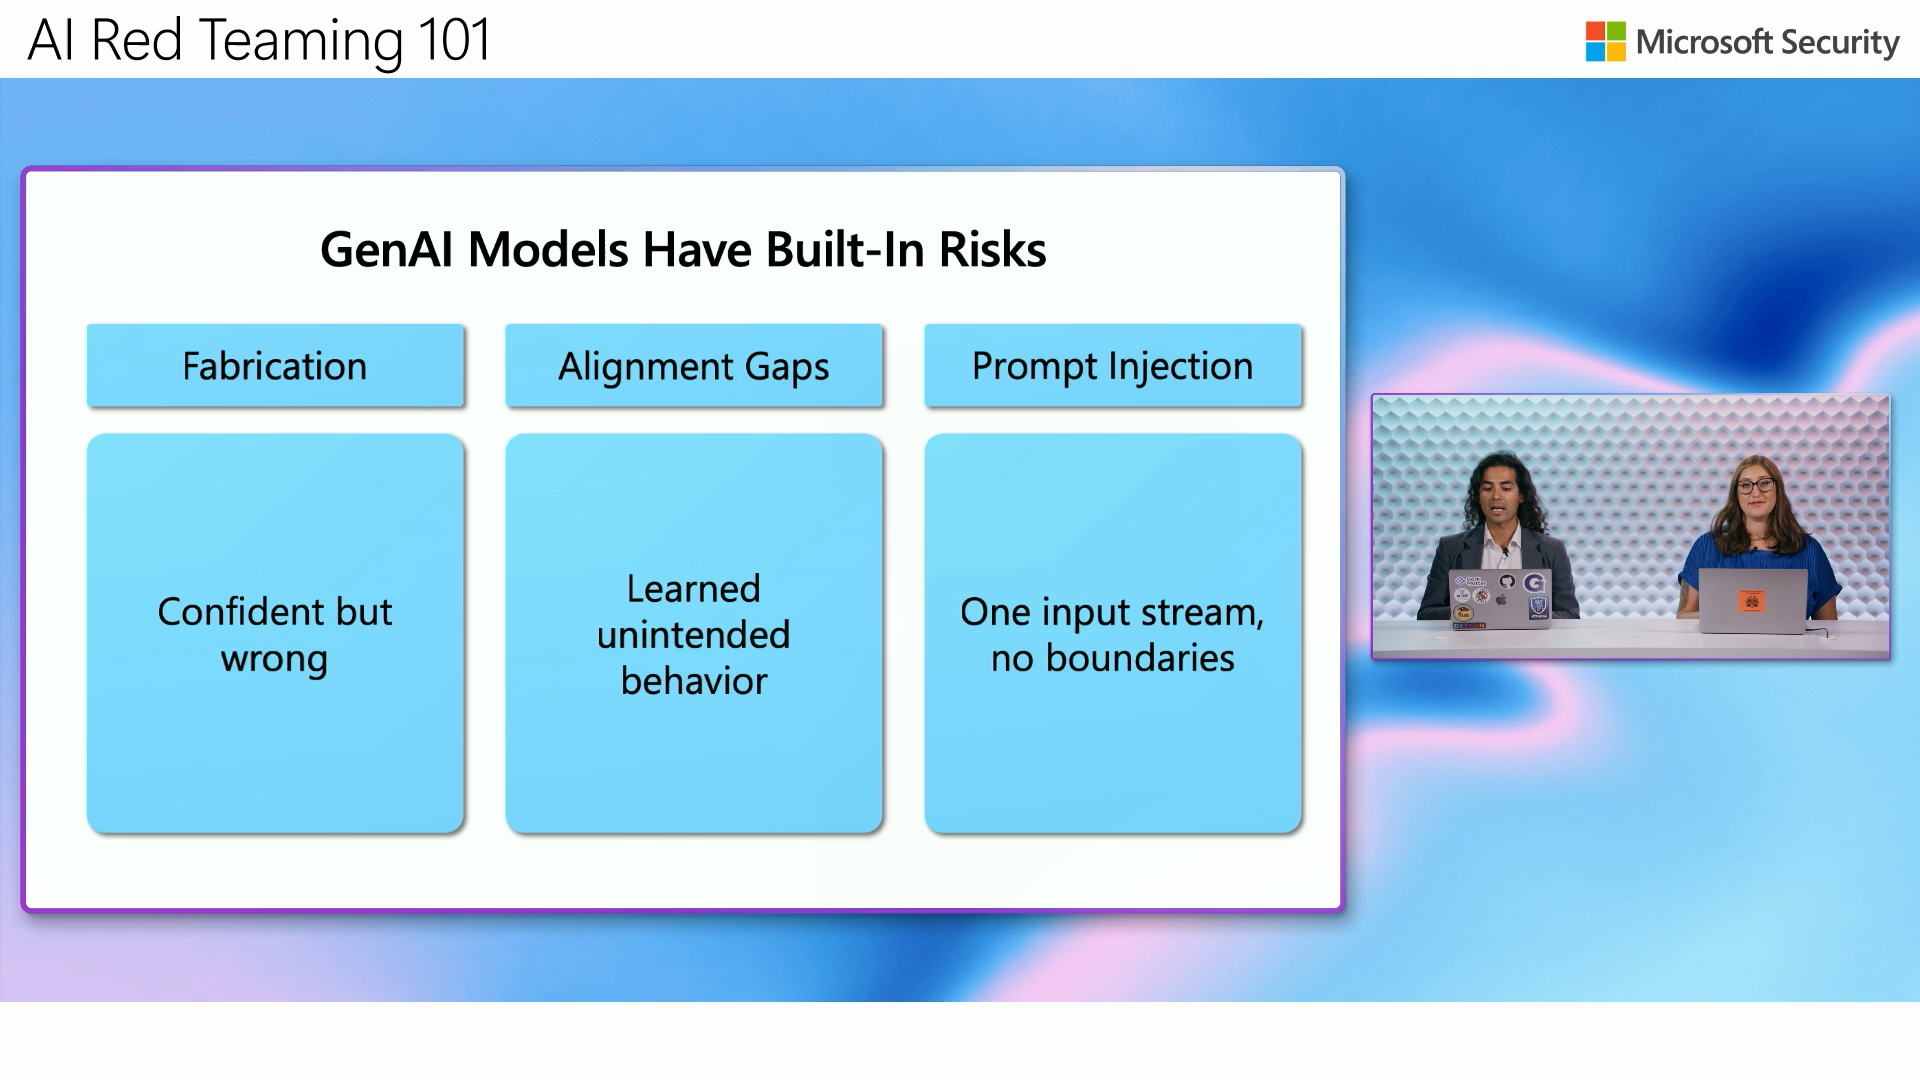 AI Red Teaming 101
Microsoft Security
GenAI Models Have Built-In Risks
Fabrication
Alignment Gaps
Prompt Injection
Confident but
wrong
Learned
unintended
behavior
One input stream,
no boundaries